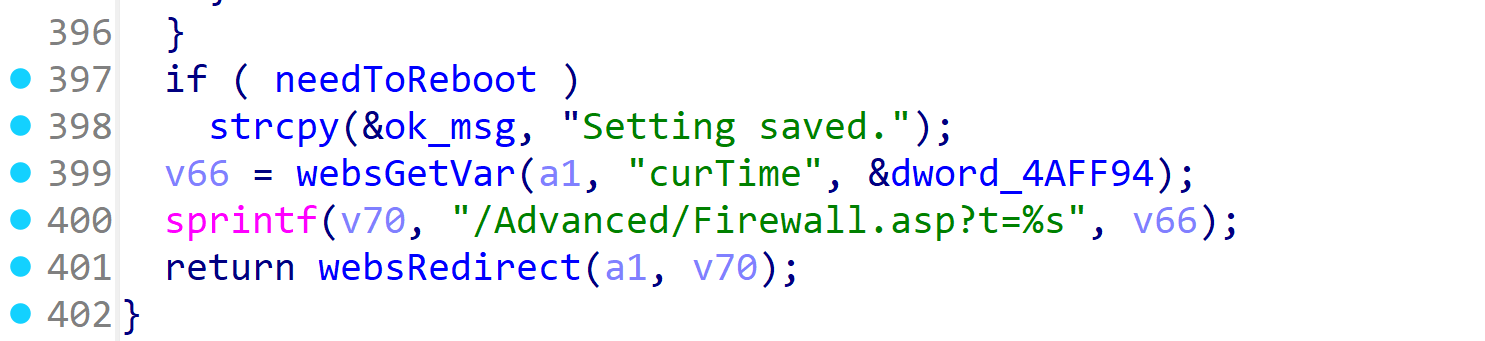 396 }
397 if ( needToReboot )
398 strcpy(&ok_msg, "Setting saved.");
399 v66 = websGetVar(a1, "curTime", &dword_4AFF94);
400 sprintf(v70, "/Advanced/Firewall.asp?t=%s", v66);
401 return websRedirect(a1, v70);
402 }